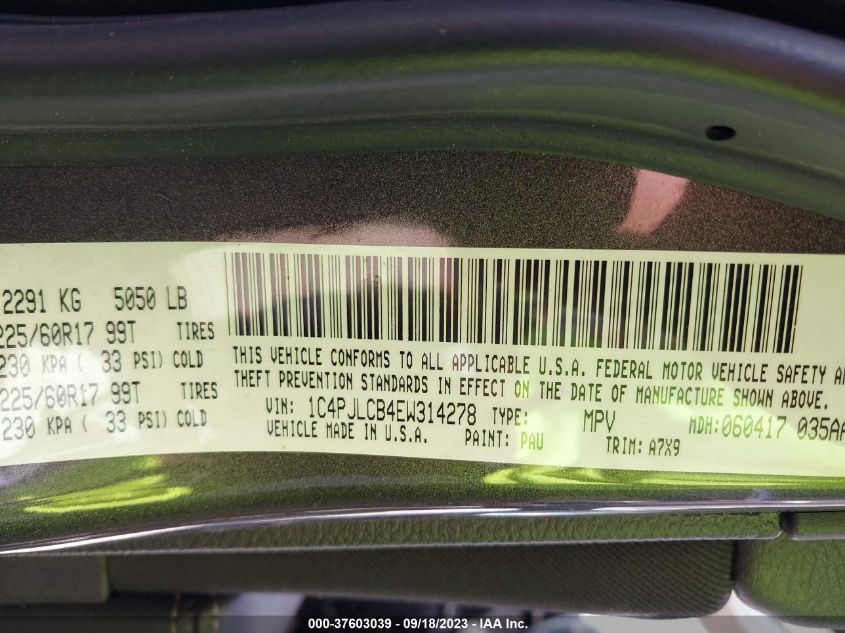 2291 KG 5050 LB
225/60R17 99T TIRES
230 KPA ( 33 PSI) COLD
225/60R17 99T TIRES
230 KPA ( 33 PSI) COLD
THIS VEHICLE CONFORMS TO ALL APPLICABLE U.S.A. FEDERAL MOTOR VEHICLE SAFETY
THEFT PREVENTION STANDARDS IN EFFECT ON THE DATE OF MANUFACTURE SHOWN ABOVE.
VIN: 1C4PJLCB4EW314278 TYPE: MPV MDH: 060417 035AA
VEHICLE MADE IN U.S.A. PAINT: PAU TRIM: A7X9
000-37603039 - 09/18/2023 - IAA Inc.